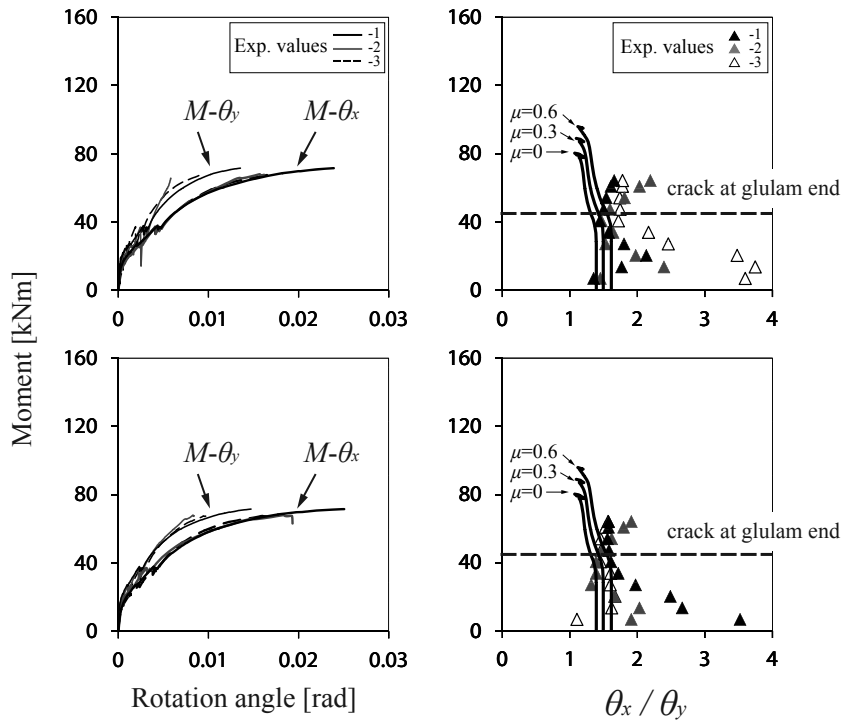 160
120
80
40
0
Exp. values
-1
-2
-3
M-θy
M-θx
0
0.01
0.02
0.03
160
120
80
40
0
Exp. values
-1
-2
-3
μ=0.6
μ=0.3
μ=0
crack at glulam end
0
1
2
3
4
Moment [kNm]
160
120
80
40
0
M-θy
M-θx
0
0.01
0.02
0.03
Rotation angle [rad]
160
120
80
40
0
μ=0.6
μ=0.3
μ=0
crack at glulam end
0
1
2
3
4
θx / θy